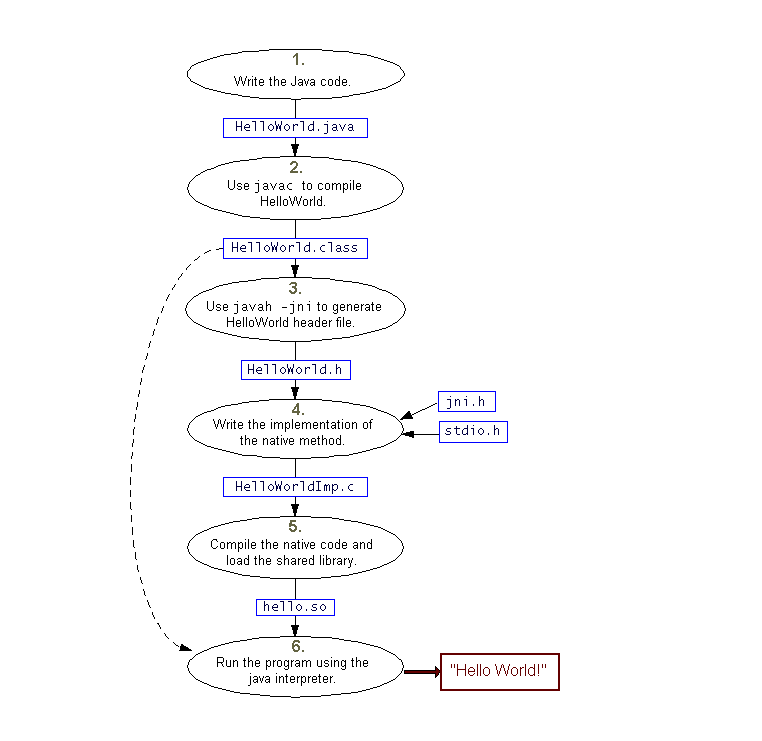 1.
Write the Java code.
HelloWorld.java
2.
Use javac to compile
HelloWorld.
HelloWorld.class
3.
Use javah -jni to generate
HelloWorld header file.
HelloWorld.h
4.
Write the implementation of
the native method.
jni.h
stdio.h
HelloWorldImp.c
5.
Compile the native code and
load the shared library.
hello.so
6.
Run the program using the
java interpreter.
"Hello World!"